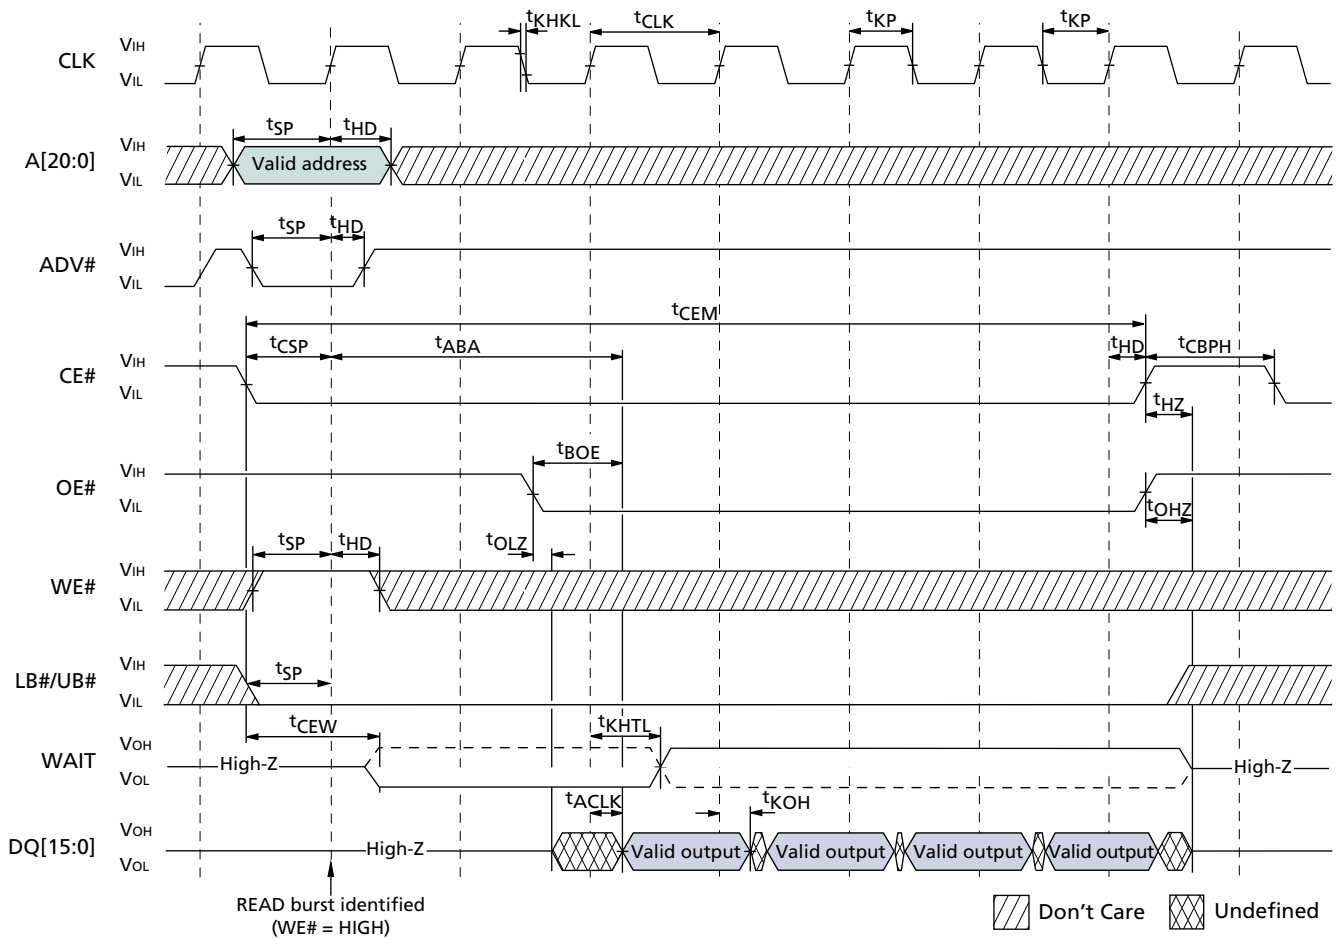 tKHKL tCLK tKP tKP
CLK VIH
VIL
tSP tHD
A[20:0] VIH
VIL
Valid address
tSP tHD
ADV# VIH
VIL
tCEM
tCSP tABA tHD tCBPH
CE# VIH
VIL
tHZ
tBOE
OE# VIH
VIL
tOHZ
tSP tHD tOLZ
WE# VIH
VIL
LB#/UB# VIH
VIL
tSP
tCEW tKHTL
WAIT VOH
VOL
High-Z High-Z
tACLK tKOH
DQ[15:0] VOH
VOL
High-Z Valid output Valid output Valid output Valid output
READ burst identified
(WE# = HIGH)
Don't Care Undefined